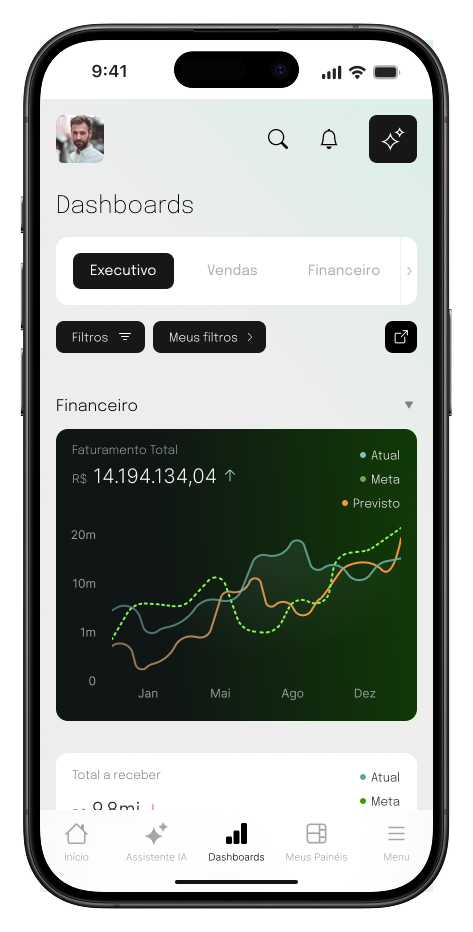 9:41
Dashboards
Executivo Vendas Financeiro
Filtros Meus filtros
Financeiro
Faturamento Total
R$ 14.194.134,04
Atual
Meta
Previsto
20m
10m
1m
0
Jan Mai Ago Dez
Total a receber
9,8mi
Atual
Meta
Início Assistente IA Dashboards Meus Painéis Menu